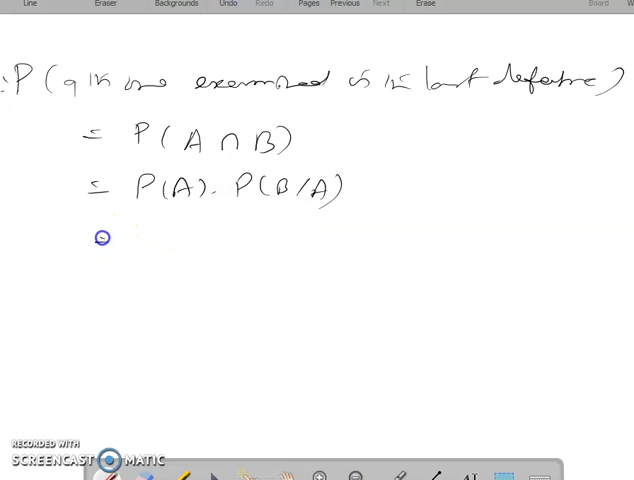 Line Eraser Backgrounds Undo Redo Pages Previous Next Erase Board
∴ P(9th one examined is the last defective)
= P(A ∩ B)
= P(A). P(B/A)
=
RECORDED WITH
SCREENCAST MATIC